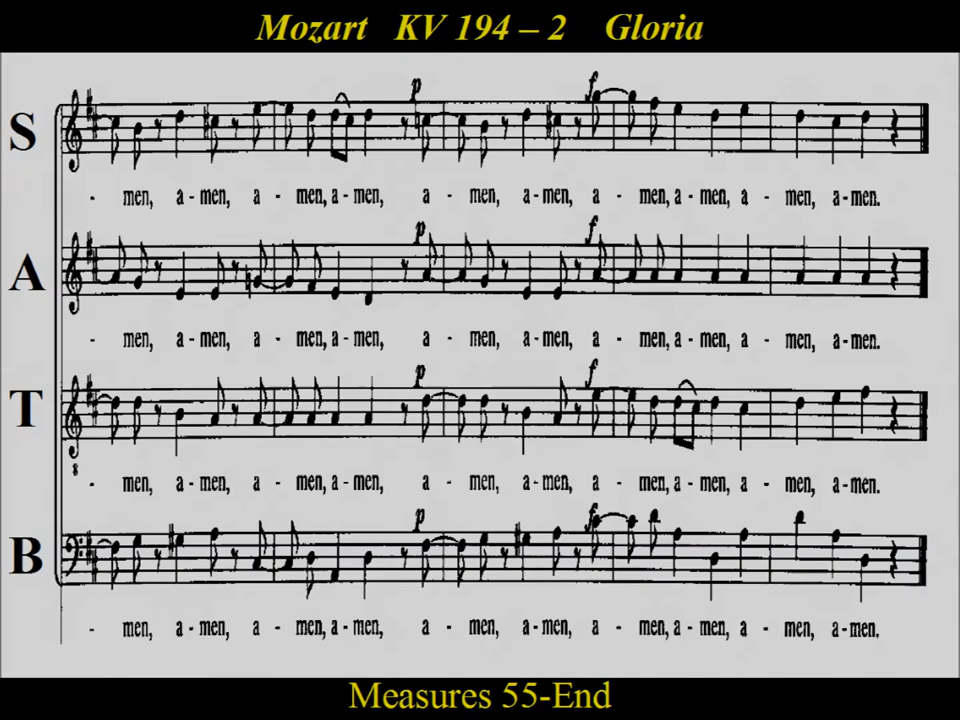 Mozart KV 194 – 2 Gloria
p f
S
- men, a - men, a - men, a - men, a - men, a - men, a - men, a - men, a - men, a-men.
p f
A
- men, a - men, a - men, a - men, a - men, a - men, a - men, a - men, a - men, a-men.
p f
T
8
- men, a - men, a - men, a - men, a - men, a - men, a - men, a - men, a - men, a-men.
p f
B
- men, a - men, a - men, a - men, a - men, a - men, a - men, a - men, a - men, a-men.
Measures 55-End